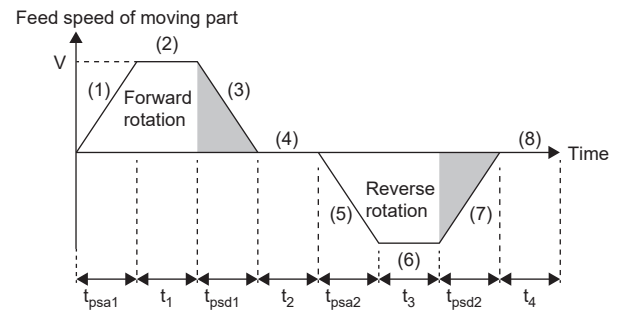 Feed speed of moving part
(2)
V
(1)
Forward
rotation
(3)
(4)
(8)
Time
Reverse
rotation
(5)
(7)
(6)
tpsa1 t1 tpsd1 t2 tpsa2 t3 tpsd2 t4